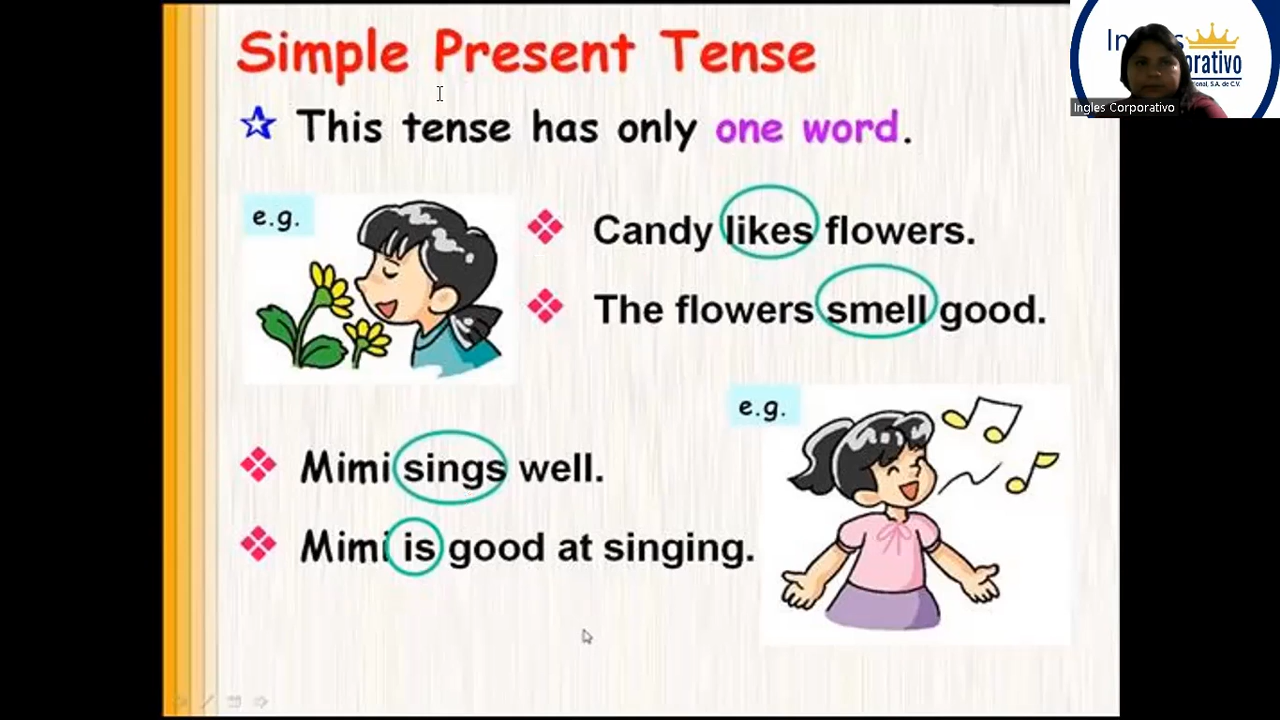 Simple Present Tense
This tense has only one word.
e.g.
Candy likes flowers.
The flowers smell good.
e.g.
Mimi sings well.
Mimi is good at singing.
Ingles Corporativo